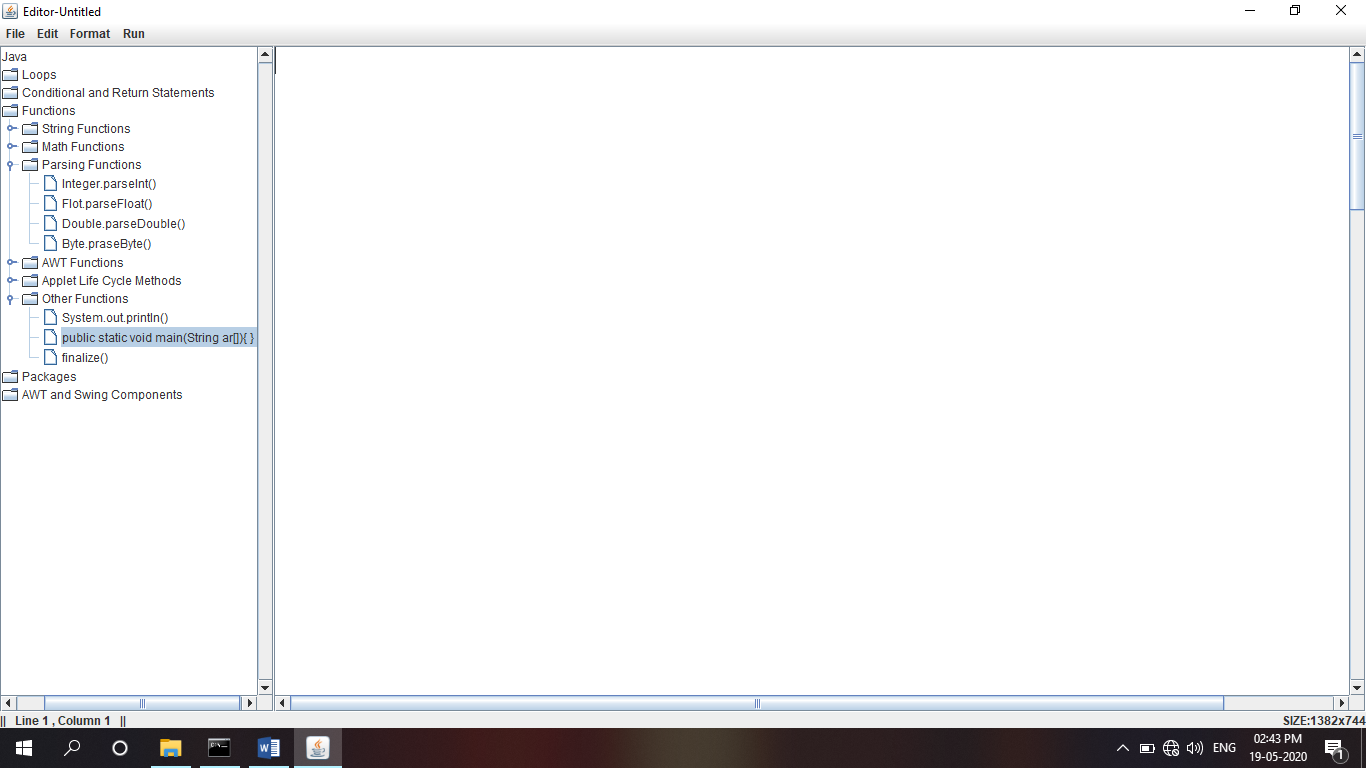 Editor-Untitled
File Edit Format Run
Java
Loops
Conditional and Return Statements
Functions
String Functions
Math Functions
Parsing Functions
Integer.parseInt()
Flot.parseFloat()
Double.parseDouble()
Byte.praseByte()
AWT Functions
Applet Life Cycle Methods
Other Functions
System.out.println()
public static void main(String ar[]){ }
finalize()
Packages
AWT and Swing Components
|| Line 1 , Column 1 ||
SIZE:1382x744
ENG
02:43 PM
19-05-2020
1